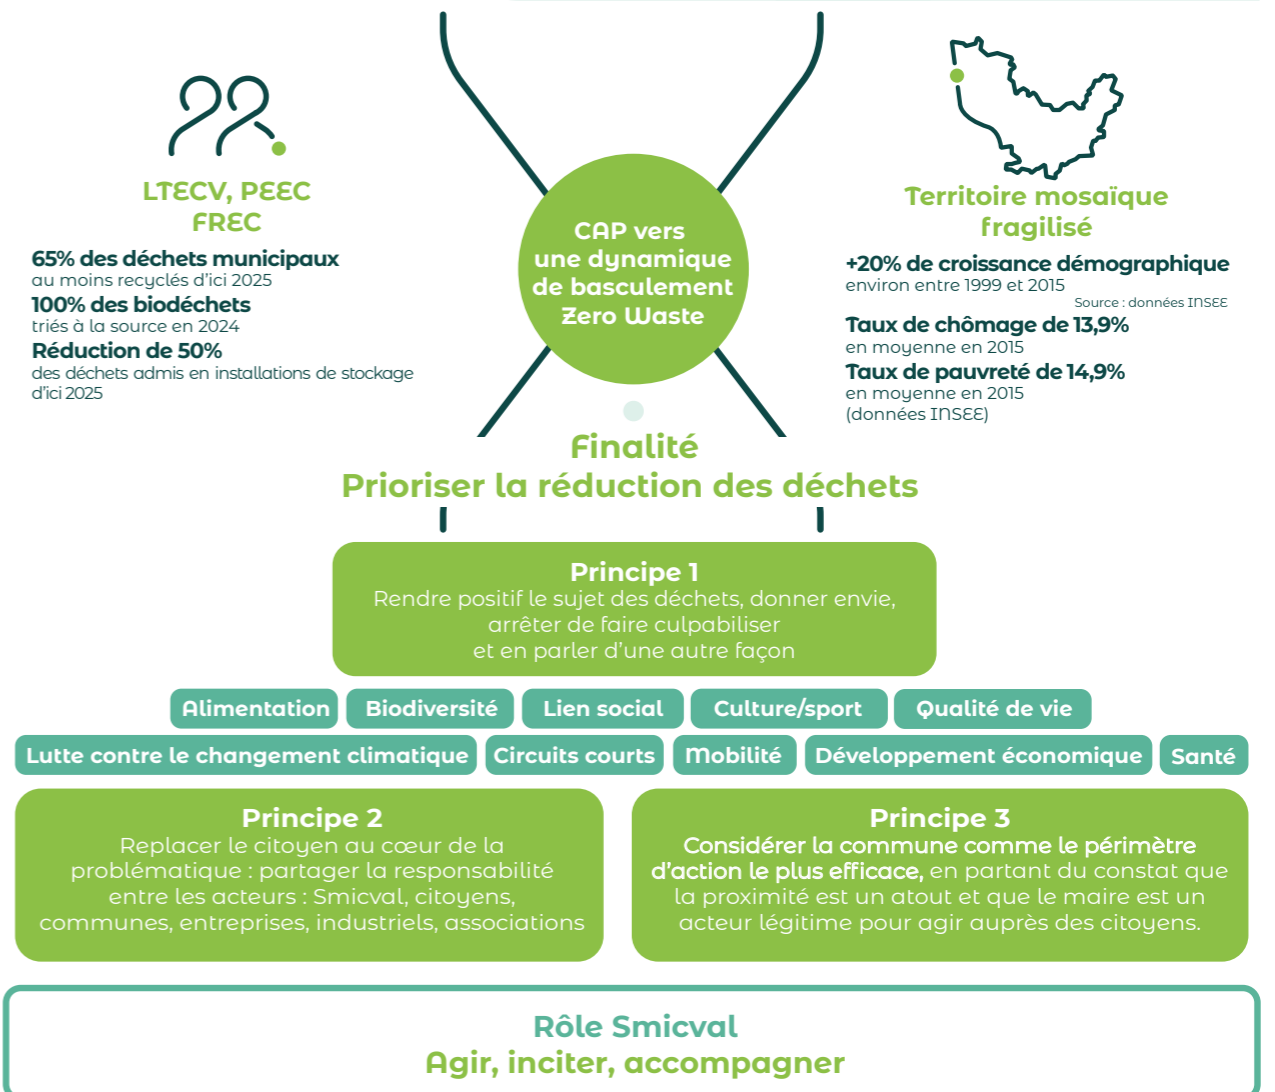 LTECV, PEEC
FREC
65% des déchets municipaux
au moins recyclés d'ici 2025
100% des biodéchets
triés à la source en 2024
Réduction de 50%
des déchets admis en installations de stockage
d'ici 2025
CAP vers
une dynamique
de basculement
Zero Waste
Territoire mosaïque
fragilisé
+20% de croissance démographique
environ entre 1999 et 2015
Source : données INSEE
Taux de chômage de 13,9%
en moyenne en 2015
Taux de pauvreté de 14,9%
en moyenne en 2015
(données INSEE)
Finalité
Prioriser la réduction des déchets
Principe 1
Rendre positif le sujet des déchets, donner envie,
arrêter de faire culpabiliser
et en parler d'une autre façon
Alimentation
Biodiversité
Lien social
Culture/sport
Qualité de vie
Lutte contre le changement climatique
Circuits courts
Mobilité
Développement économique
Santé
Principe 2
Replacer le citoyen au cœur de la
problématique : partager la responsabilité
entre les acteurs : Smicval, citoyens,
communes, entreprises, industriels, associations
Principe 3
Considérer la commune comme le périmètre
d'action le plus efficace, en partant du constat que
la proximité est un atout et que le maire est un
acteur légitime pour agir auprès des citoyens.
Rôle Smicval
Agir, inciter, accompagner